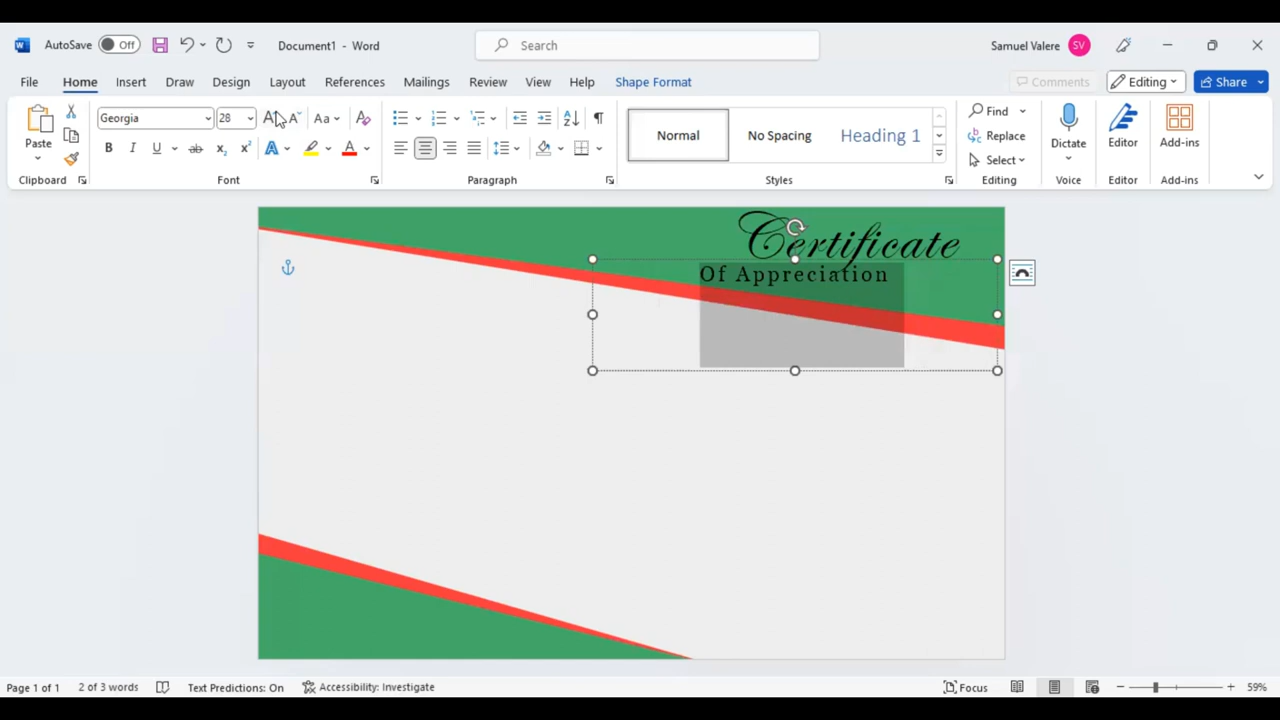 AutoSave Off Document1 - Word Search Samuel Valere SV
File Home Insert Draw Design Layout References Mailings Review View Help Shape Format Comments Editing Share
Paste Georgia 28 Aa Normal No Spacing Heading 1 Find Replace Select Dictate Editor Add-ins
Clipboard Font Paragraph Styles Editing Voice Editor Add-ins
Certificate
Of Appreciation
Page 1 of 1 2 of 3 words Text Predictions: On Accessibility: Investigate Focus 59%